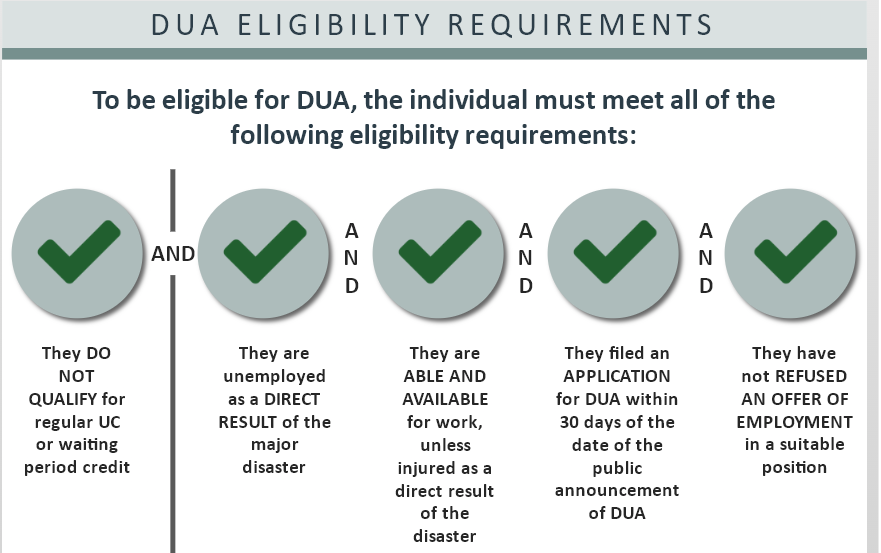 DUA ELIGIBILITY REQUIREMENTS
To be eligible for DUA, the individual must meet all of the
following eligibility requirements:
AND
A
N
D
A
N
D
A
N
D
They DO
NOT
QUALIFY for
regular UC
or waiting
period credit
They are
unemployed
as a DIRECT
RESULT of the
major
disaster
They are
ABLE AND
AVAILABLE
for work,
unless
injured as a
direct result
of the
disaster
They filed an
APPLICATION
for DUA within
30 days of the
date of the
public
announcement
of DUA
They have
not REFUSED
AN OFFER OF
EMPLOYMENT
in a suitable
position